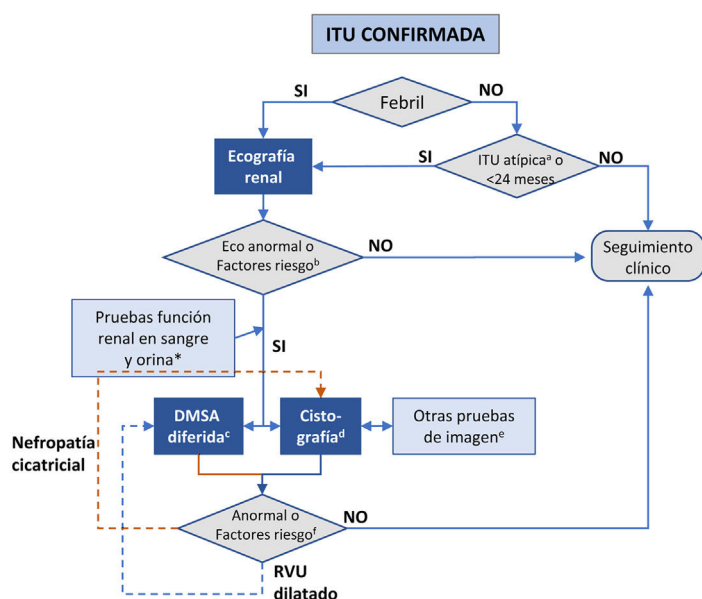 ITU CONFIRMADA
SI
Febril
NO
Ecografía
renal
SI
ITU atípicaᵃ o
<24 meses
NO
Eco anormal o
Factores riesgoᵇ
NO
Seguimiento
clínico
Pruebas función
renal en sangre
y orina*
SI
DMSA
diferidaᶜ
Cisto-
grafíaᵈ
Otras pruebas
de imagenᵉ
Nefropatía
cicatricial
Anormal o
Factores riesgoᶠ
NO
RVU
dilatado